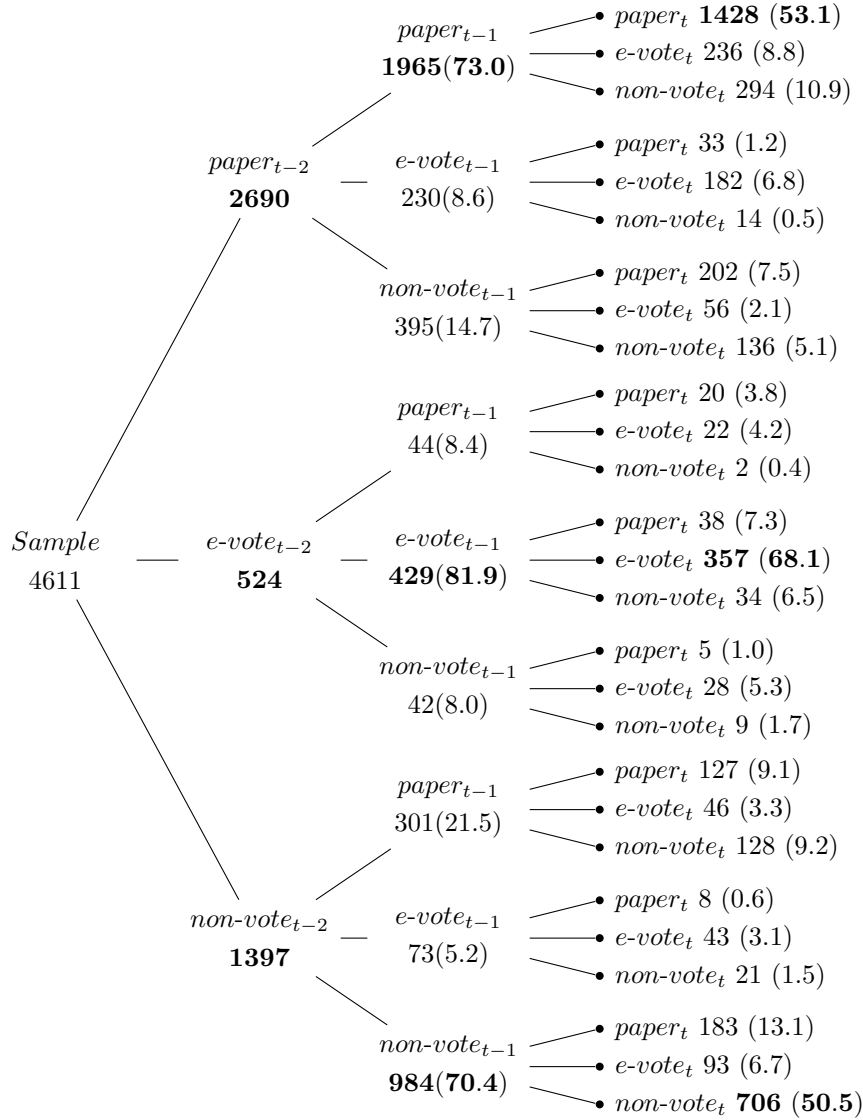 paper_{t−1}
1965(73.0)
paper_t 1428 (53.1)
e-vote_t 236 (8.8)
non-vote_t 294 (10.9)
paper_{t−2}
2690
e-vote_{t−1}
230(8.6)
paper_t 33 (1.2)
e-vote_t 182 (6.8)
non-vote_t 14 (0.5)
non-vote_{t−1}
395(14.7)
paper_t 202 (7.5)
e-vote_t 56 (2.1)
non-vote_t 136 (5.1)
paper_{t−1}
44(8.4)
paper_t 20 (3.8)
e-vote_t 22 (4.2)
non-vote_t 2 (0.4)
Sample
4611
e-vote_{t−2}
524
e-vote_{t−1}
429(81.9)
paper_t 38 (7.3)
e-vote_t 357 (68.1)
non-vote_t 34 (6.5)
non-vote_{t−1}
42(8.0)
paper_t 5 (1.0)
e-vote_t 28 (5.3)
non-vote_t 9 (1.7)
paper_{t−1}
301(21.5)
paper_t 127 (9.1)
e-vote_t 46 (3.3)
non-vote_t 128 (9.2)
non-vote_{t−2}
1397
e-vote_{t−1}
73(5.2)
paper_t 8 (0.6)
e-vote_t 43 (3.1)
non-vote_t 21 (1.5)
non-vote_{t−1}
984(70.4)
paper_t 183 (13.1)
e-vote_t 93 (6.7)
non-vote_t 706 (50.5)